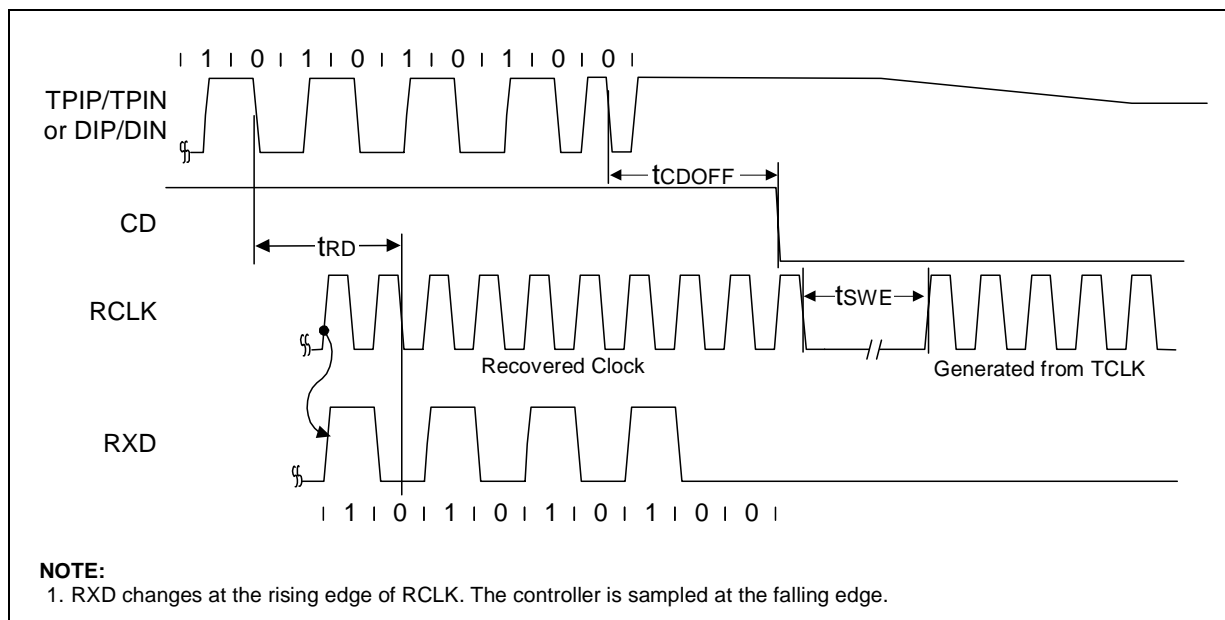 1 0 1 0 1 0 1 0 0
TPIP/TPIN
or DIP/DIN
tCDOFF
CD
tRD
RCLK
tSWE
Recovered Clock
Generated from TCLK
RXD
1 0 1 0 1 0 1 0 0
NOTE:
1. RXD changes at the rising edge of RCLK. The controller is sampled at the falling edge.